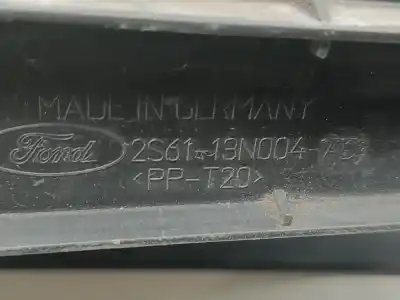 MADE IN GERMANY
Ford 2S61-13N004-
<PP-T20>